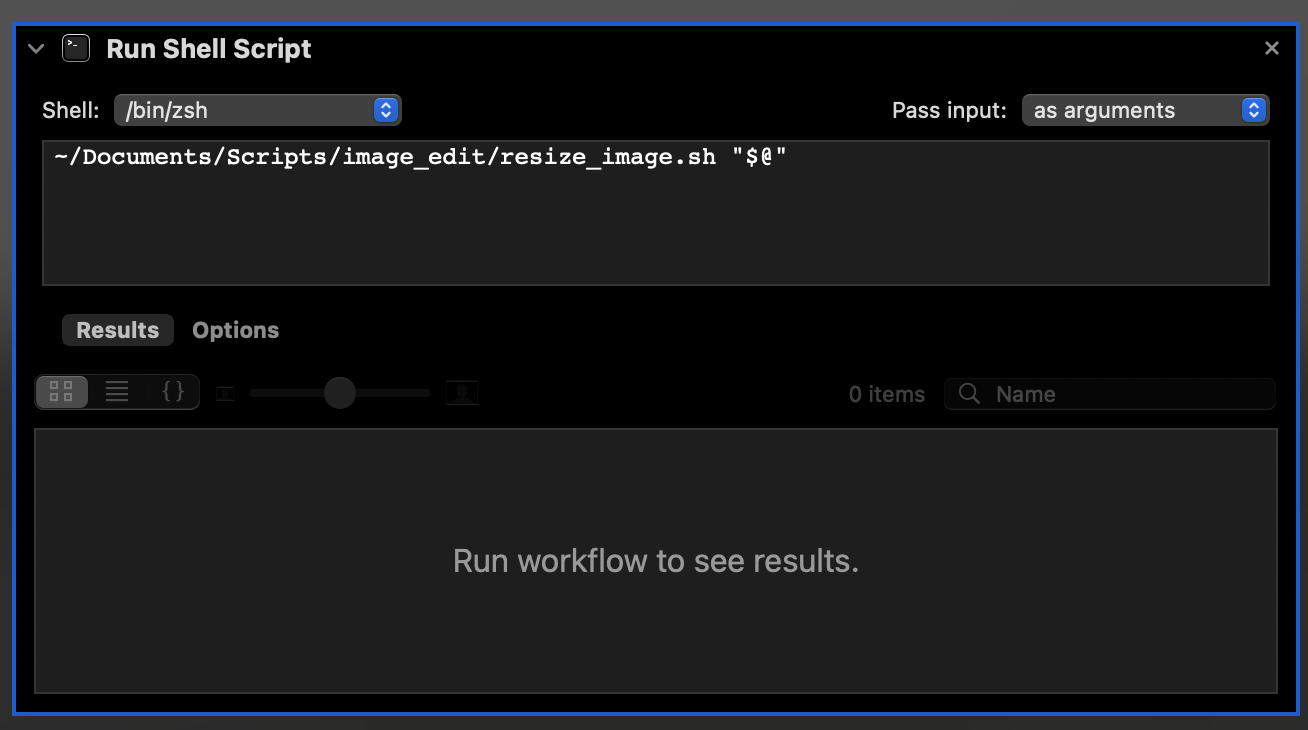 Run Shell Script
Shell: /bin/zsh Pass input: as arguments
~/Documents/Scripts/image_edit/resize_image.sh "$@"
Results Options
{} 0 items Name
Run workflow to see results.